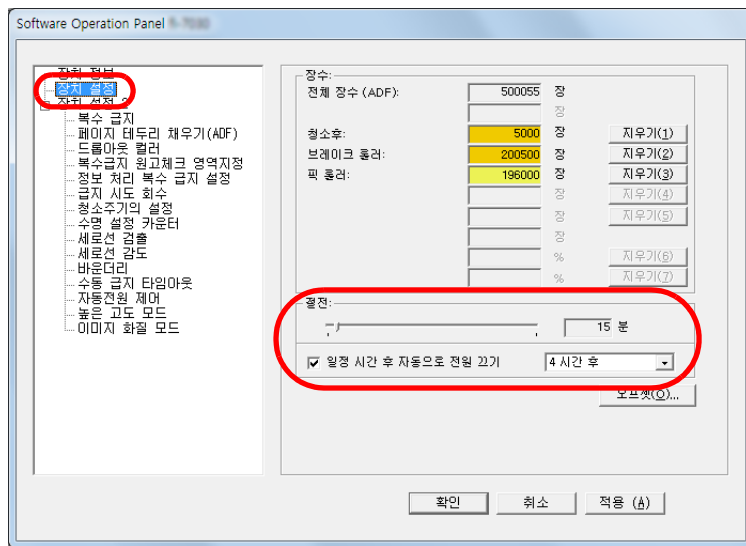 Software Operation Panel fi-7030
장치 정보
장치 설정
장치 설정 2
복수 급지
페이지 테두리 채우기(ADF)
드롭아웃 컬러
복수급지 원고체크 영역지정
정보 처리 복수 급지 설정
급지 시도 회수
청소주기의 설정
수명 설정 카운터
세로선 검출
세로선 감도
바운더리
수동 급지 타임아웃
자동전원 제어
높은 고도 모드
이미지 화질 모드
장수:
전체 장수(ADF): 500055 장
장
청소후: 5000 장 지우기(1)
브레이크 롤러: 200500 장 지우기(2)
픽 롤러: 196000 장 지우기(3)
장 지우기(4)
장 지우기(5)
장
% 지우기(6)
% 지우기(7)
절전:
15 분
일정 시간 후 자동으로 전원 끄기 4 시간 후
오프셋(O)...
확인 취소 적용 (A)